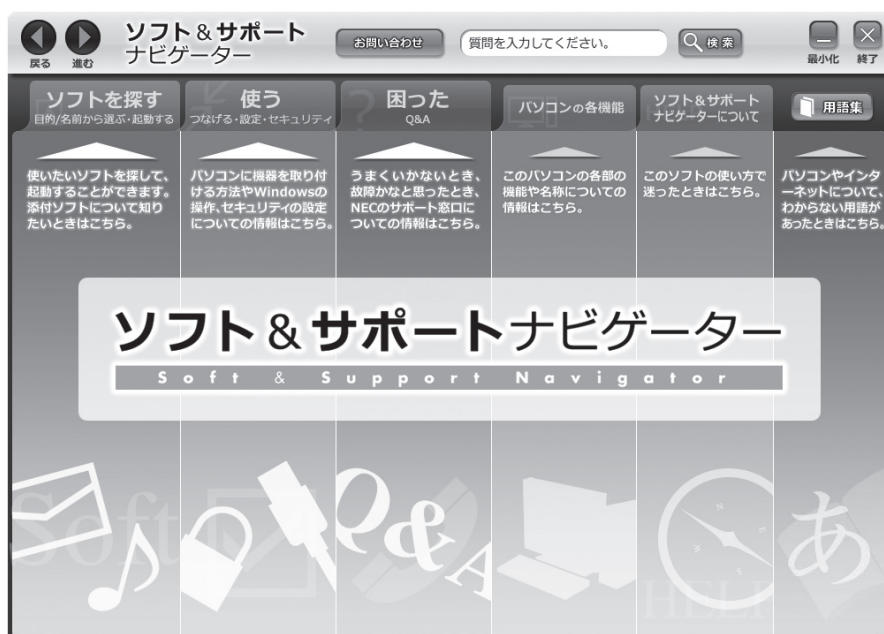 戻る
進む
ソフト&サポート
ナビゲーター
お問い合わせ
質問を入力してください。
検索
最小化
終了
ソフトを探す
目的/名前から選ぶ・起動する
使う
つなげる・設定・セキュリティ
困った
Q&A
パソコンの各機能
ソフト&サポート
ナビゲーターについて
用語集
使いたいソフトを探して、
起動することができます。
添付ソフトについて知り
たいときはこちら。
パソコンに機器を取り付
ける方法やWindowsの
操作、セキュリティの設定
についての情報はこちら。
うまくいかないとき、
故障かなと思ったとき、
NECのサポート窓口に
ついての情報はこちら。
このパソコンの各部の
機能や名称についての
情報はこちら。
このソフトの使い方で
迷ったときはこちら。
パソコンやインタ
ーネットについて、
わからない用語が
あったときはこちら。
ソフト&サポートナビゲーター
Soft & Support Navigator
Soft
Q&A
N
E
S
W
HELP
あ